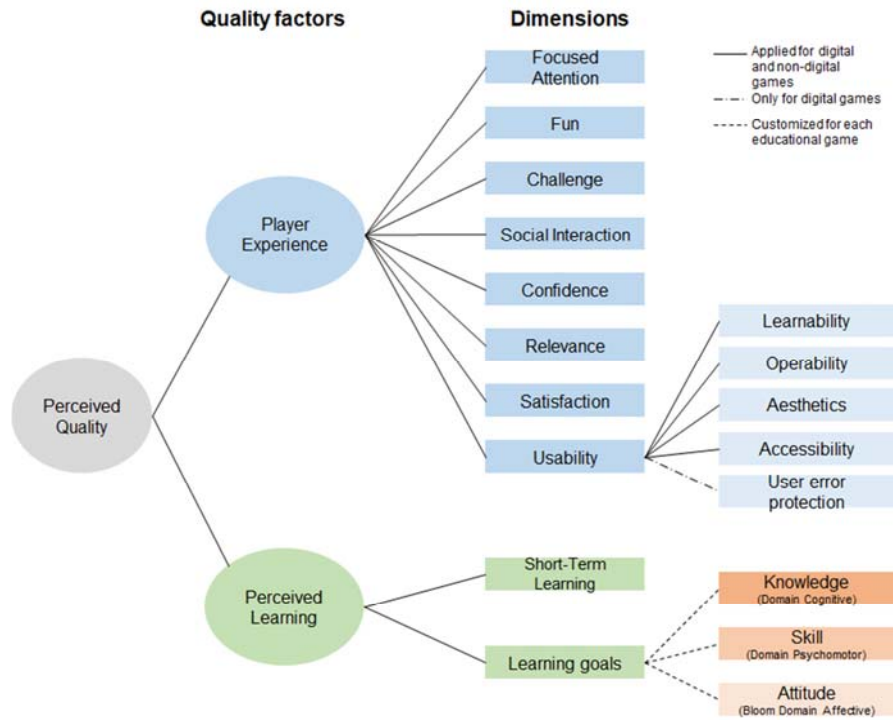 Quality factors
Dimensions
Applied for digital
and non-digital
games
Only for digital games
Customized for each
educational game
Focused
Attention
Fun
Challenge
Social Interaction
Confidence
Relevance
Satisfaction
Usability
Player
Experience
Learnability
Operability
Aesthetics
Accessibility
User error
protection
Perceived
Quality
Perceived
Learning
Short-Term
Learning
Learning goals
Knowledge
(Domain Cognitive)
Skill
(Domain Psychomotor)
Attitude
(Bloom Domain Affective)